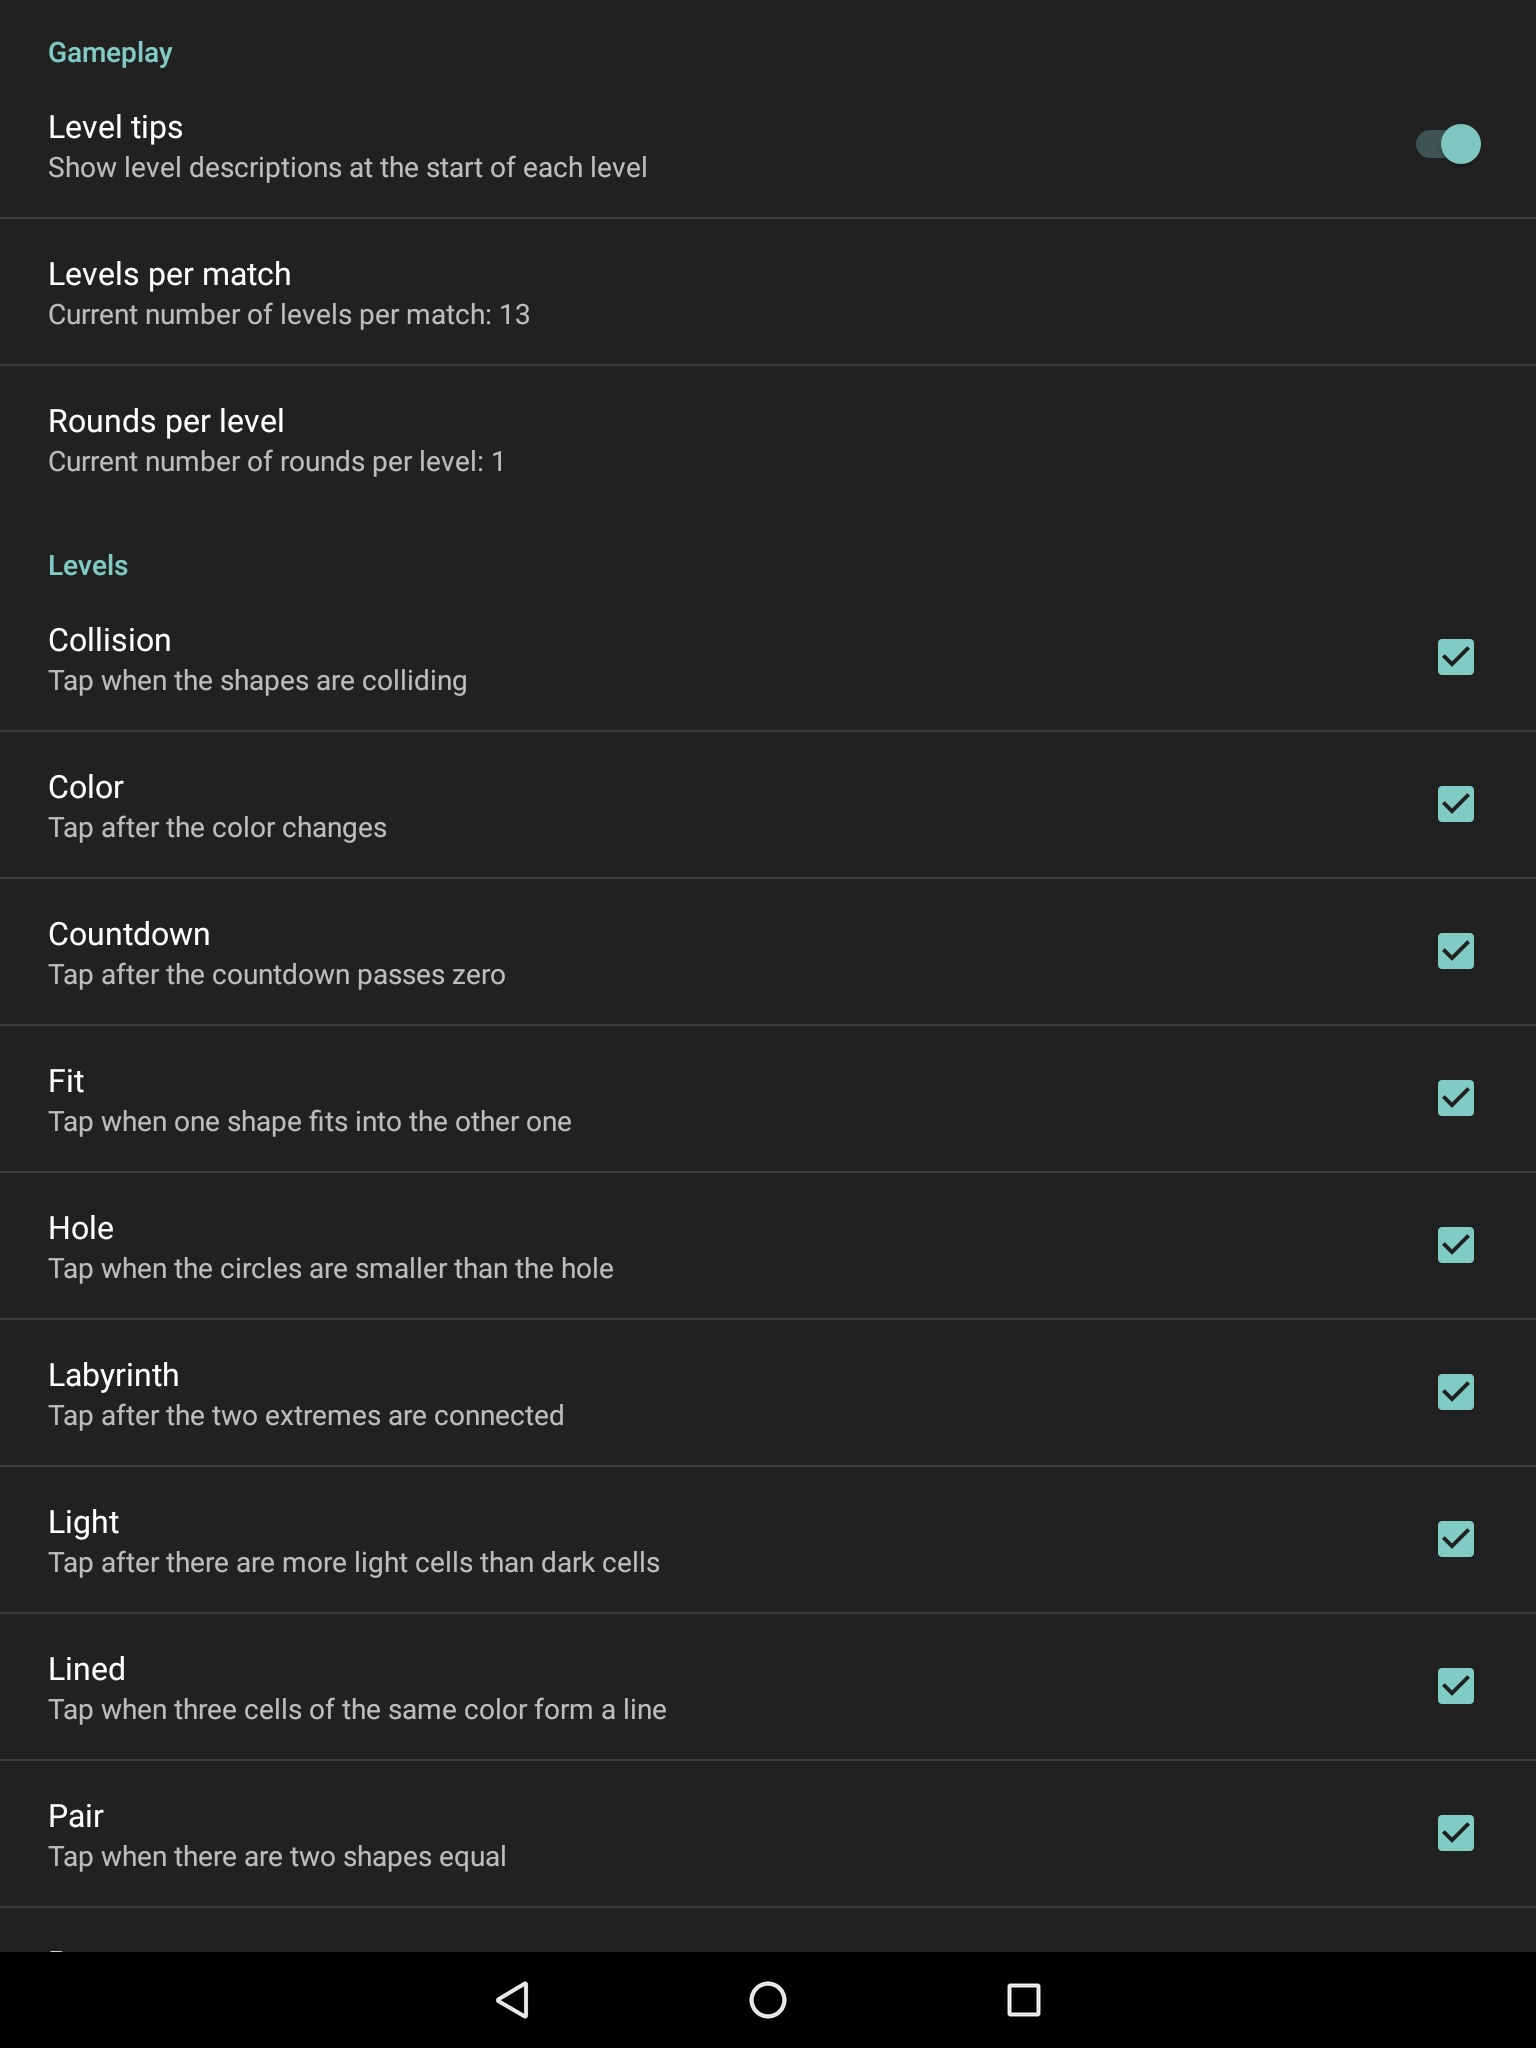 Gameplay
Level tips
Show level descriptions at the start of each level
Levels per match
Current number of levels per match: 13
Rounds per level
Current number of rounds per level: 1
Levels
Collision
Tap when the shapes are colliding
Color
Tap after the color changes
Countdown
Tap after the countdown passes zero
Fit
Tap when one shape fits into the other one
Hole
Tap when the circles are smaller than the hole
Labyrinth
Tap after the two extremes are connected
Light
Tap after there are more light cells than dark cells
Lined
Tap when three cells of the same color form a line
Pair
Tap when there are two shapes equal